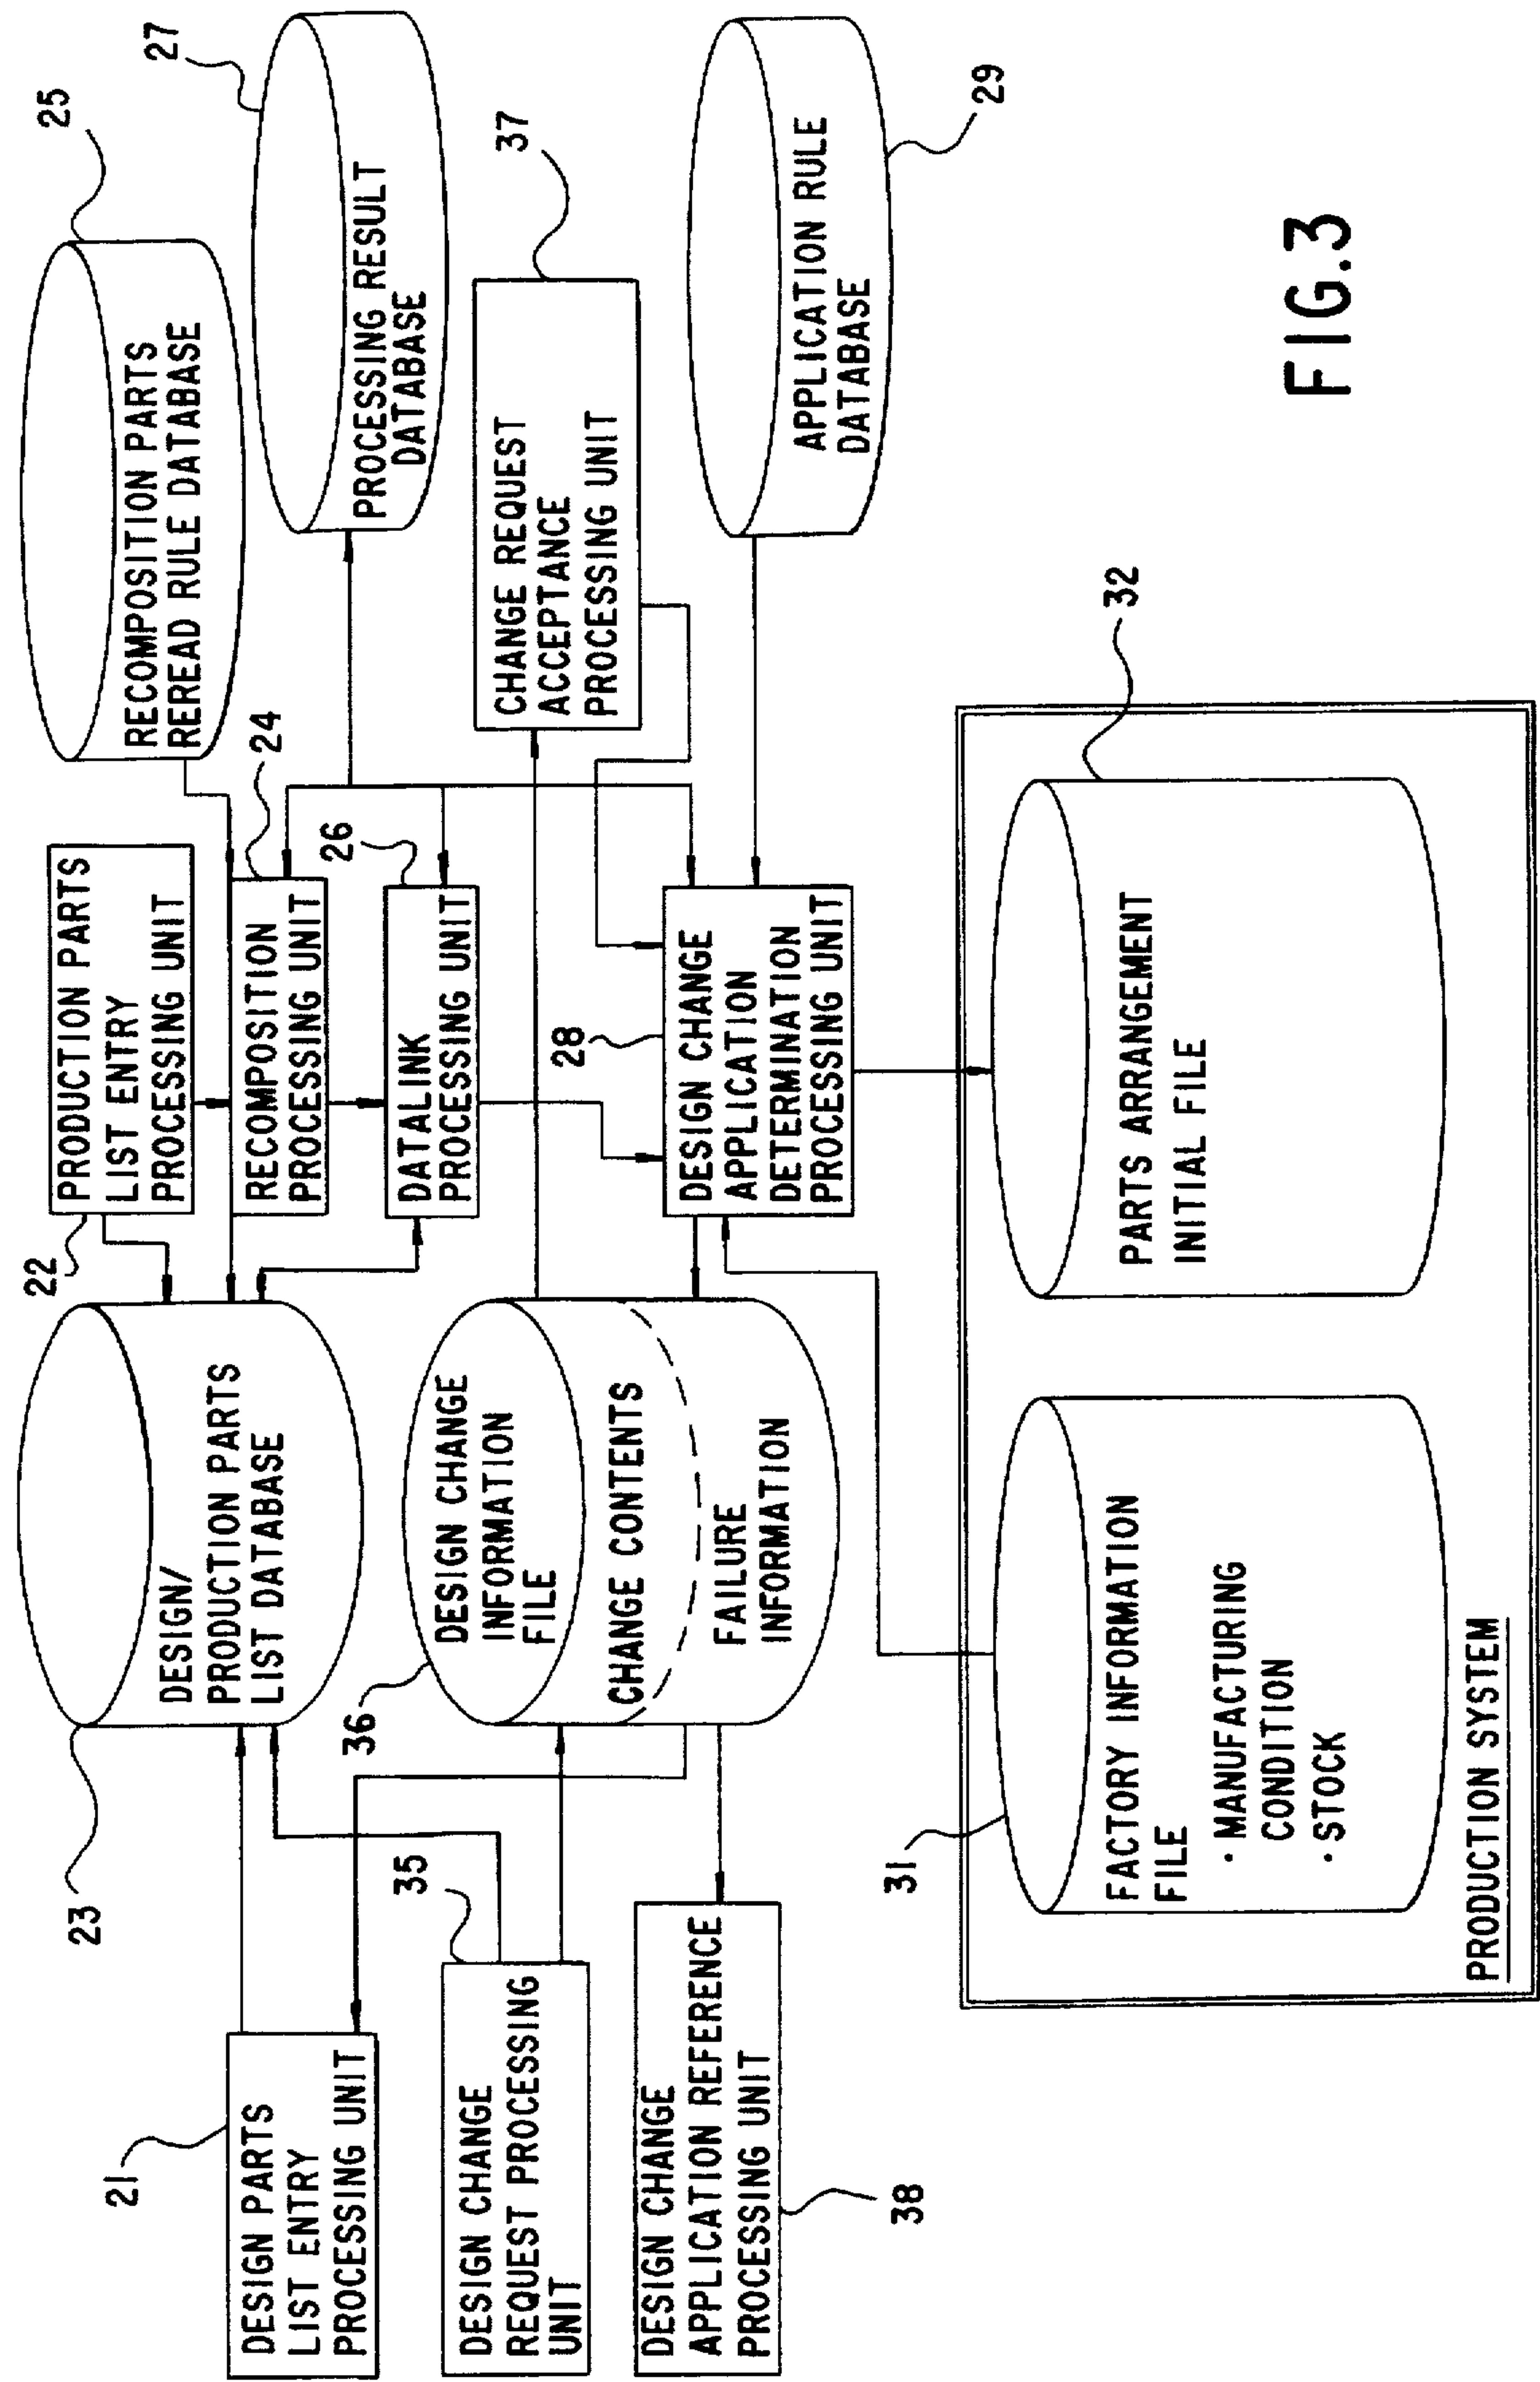 21
DESIGN PARTS
LIST ENTRY
PROCESSING UNIT
35
DESIGN CHANGE
REQUEST PROCESSING
UNIT
DESIGN CHANGE
APPLICATION REFERENCE
PROCESSING UNIT
38
23
DESIGN/
PRODUCTION PARTS
LIST DATABASE
36
DESIGN CHANGE
INFORMATION
FILE
CHANGE CONTENTS
FAILURE
INFORMATION
22
PRODUCTION PARTS
LIST ENTRY
PROCESSING UNIT
24
RECOMPOSITION
PROCESSING UNIT
26
DATALINK
PROCESSING UNIT
28
DESIGN CHANGE
APPLICATION
DETERMINATION
PROCESSING UNIT
25
RECOMPOSITION PARTS
REREAD RULE DATABASE
27
PROCESSING RESULT
DATABASE
37
CHANGE REQUEST
ACCEPTANCE
PROCESSING UNIT
APPLICATION RULE
DATABASE
29
31
FACTORY INFORMATION
FILE
・MANUFACTURING
CONDITION
・STOCK
32
PARTS ARRANGEMENT
INITIAL FILE
PRODUCTION SYSTEM
FIG.3